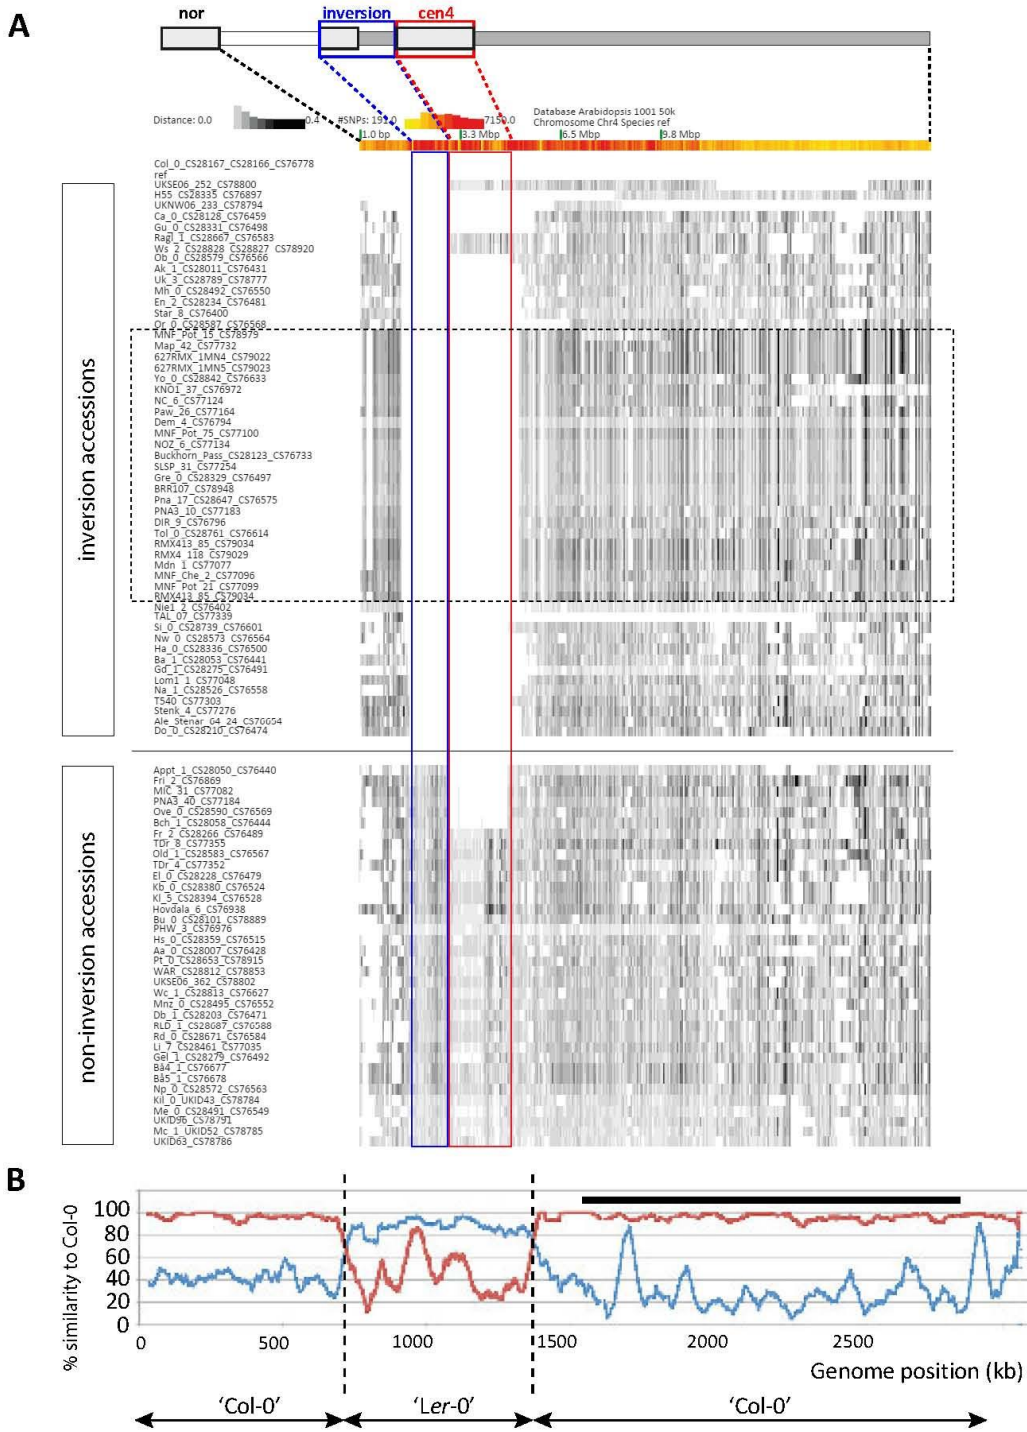 A
nor
inversion
cen4
Distance: 0.0
0.4
#SNPs: 191.0
7150.0
Database Arabidopsis 1001 50k
Chromosome Chr4 Species ref
1.0 bp
3.3 Mbp
6.5 Mbp
9.8 Mbp
inversion accessions
Col_0_CS28167_CS28166_CS76778
ref
UKSE06_252_CS78800
H55_CS28335_CS76897
UKNW06_233_CS78794
Ca_0_CS28128_CS76459
Gu_0_CS28331_CS76498
Ragl_1_CS28667_CS76583
Ws_2_CS28828_CS28827_CS78920
Ob_0_CS28579_CS76566
Ak_1_CS28011_CS76431
Uk_3_CS28789_CS78777
Mh_0_CS28492_CS76550
En_2_CS28234_CS76481
Star_8_CS76400
Or_0_CS28587_CS76568
MNF_Pot_15_CS78979
Map_42_CS77732
627RMX_1MN4_CS79022
627RMX_1MN5_CS79023
Yo_0_CS28842_CS76633
KNO1_37_CS76972
NC_6_CS77124
Paw_26_CS77164
Dem_4_CS76794
MNF_Pot_75_CS77100
NOZ_6_CS77134
Buckhorn_Pass_CS28123_CS76733
SLSP_31_CS77254
Gre_0_CS28329_CS76497
BRR107_CS78948
Pna_17_CS28647_CS76575
PNA3_10_CS77183
DIR_9_CS76796
Tol_0_CS28761_CS76614
RMX413_85_CS79034
RMX4_118_CS79029
Mdn_1_CS77077
MNF_Che_2_CS77096
MNF_Pot_21_CS77099
RMX413_85_CS79034
Nie1_2_CS76402
TAL_07_CS77339
Si_0_CS28739_CS76601
Nw_0_CS28573_CS76564
Ha_0_CS28336_CS76500
Ba_1_CS28053_CS76441
Gd_1_CS28275_CS76491
Lom1_1_CS77048
Na_1_CS28526_CS76558
T540_CS77303
Stenk_4_CS77276
Ale_Stenar_64_24_CS76654
Do_0_CS28210_CS76474
non-inversion accessions
Appt_1_CS28050_CS76440
Fri_2_CS76869
MIC_31_CS77082
PNA3_40_CS77184
Ove_0_CS28590_CS76569
Bch_1_CS28058_CS76444
Fr_2_CS28266_CS76489
TDr_8_CS77355
Old_1_CS28583_CS76567
TDr_4_CS77352
El_0_CS28228_CS76479
Kb_0_CS28380_CS76524
Kl_5_CS28394_CS76528
Hovdala_6_CS76938
Bu_0_CS28101_CS78889
PHW_3_CS76976
Hs_0_CS28359_CS76515
Aa_0_CS28007_CS76428
Pt_0_CS28653_CS78915
WAR_CS28812_CS78853
UKSE06_362_CS78802
Wc_1_CS28813_CS76627
Mnz_0_CS28495_CS76552
Db_1_CS28203_CS76471
RLD_1_CS28687_CS76588
Rd_0_CS28671_CS76584
Li_7_CS28461_CS77035
Gel_1_CS28279_CS76492
Bå4_1_CS76677
Bå5_1_CS76678
Np_0_CS28572_CS76563
Kil_0_UKID43_CS78784
Me_0_CS28491_CS76549
UKID96_CS78791
Mc_1_UKID52_CS78785
UKID63_CS78786
B
% similarity to Col-0
100
80
60
40
20
0
0
500
1000
1500
2000
2500
Genome position (kb)
'Col-0'
'Ler-0'
'Col-0'